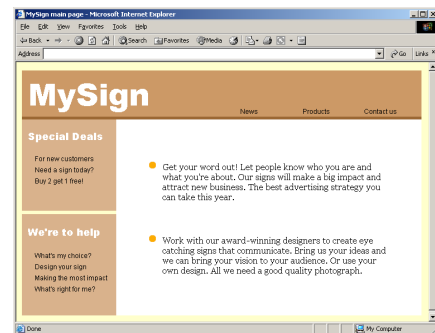 MySign main page - Microsoft Internet Explorer
File Edit View Favorites Tools Help
Back Search Favorites Media
Address Go Links
MySign
News Products Contact us
Special Deals
For new customers
Need a sign today?
Buy 2 get 1 free!
Get your word out! Let people know who you are and
what you're about. Our signs will make a big impact and
attract new business. The best advertising strategy you
can take this year.
We're to help
What's my choice?
Design your sign
Making the most impact
What's right for me?
Work with our award-winning designers to create eye
catching signs that communicate. Bring us your ideas and
we can bring your vision to your audience. Or use your
own design. All we need a good quality photograph.
Done My Computer